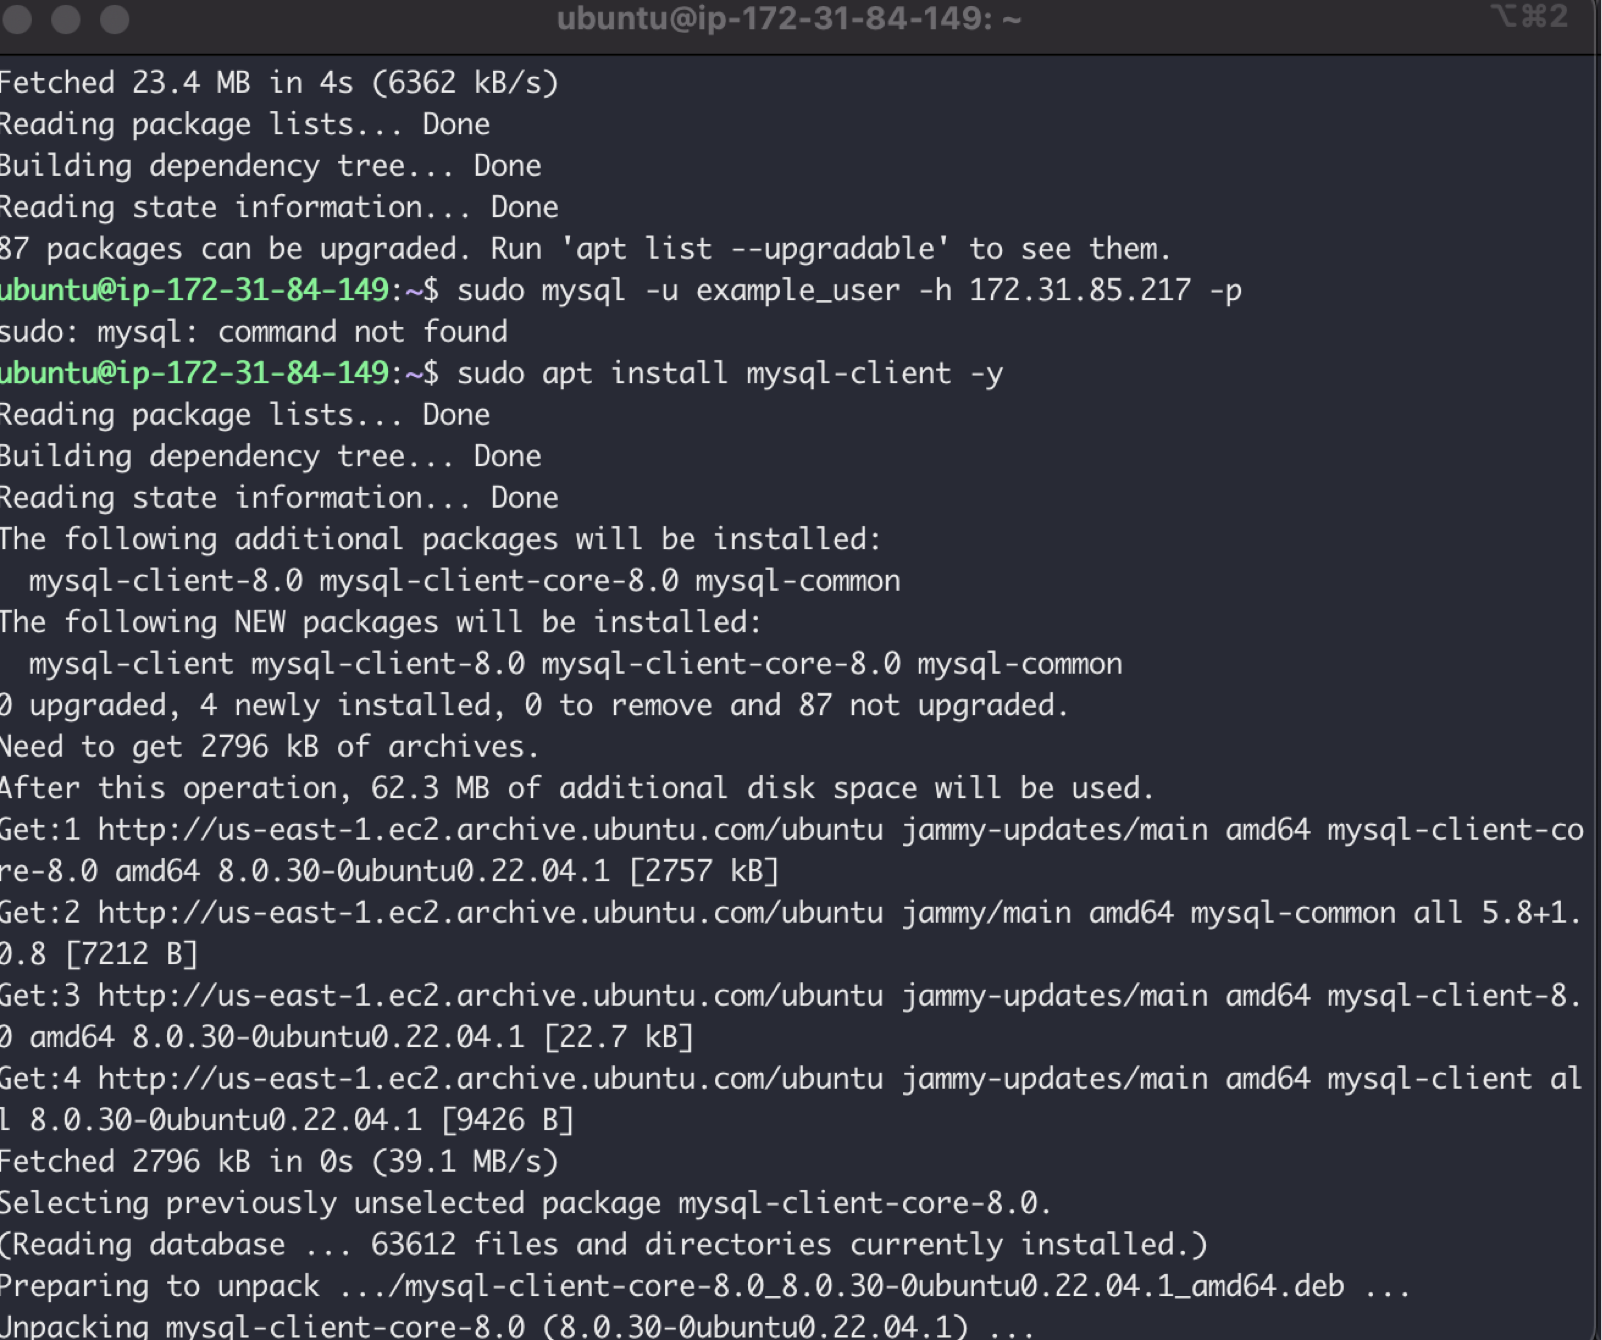 ubuntu@ip-172-31-84-149: ~ ⌥⌘2
Fetched 23.4 MB in 4s (6362 kB/s)
Reading package lists... Done
Building dependency tree... Done
Reading state information... Done
87 packages can be upgraded. Run 'apt list --upgradable' to see them.
ubuntu@ip-172-31-84-149:~$ sudo mysql -u example_user -h 172.31.85.217 -p
sudo: mysql: command not found
ubuntu@ip-172-31-84-149:~$ sudo apt install mysql-client -y
Reading package lists... Done
Building dependency tree... Done
Reading state information... Done
The following additional packages will be installed:
  mysql-client-8.0 mysql-client-core-8.0 mysql-common
The following NEW packages will be installed:
  mysql-client mysql-client-8.0 mysql-client-core-8.0 mysql-common
0 upgraded, 4 newly installed, 0 to remove and 87 not upgraded.
Need to get 2796 kB of archives.
After this operation, 62.3 MB of additional disk space will be used.
Get:1 http://us-east-1.ec2.archive.ubuntu.com/ubuntu jammy-updates/main amd64 mysql-client-co
re-8.0 amd64 8.0.30-0ubuntu0.22.04.1 [2757 kB]
Get:2 http://us-east-1.ec2.archive.ubuntu.com/ubuntu jammy/main amd64 mysql-common all 5.8+1.
0.8 [7212 B]
Get:3 http://us-east-1.ec2.archive.ubuntu.com/ubuntu jammy-updates/main amd64 mysql-client-8.
0 amd64 8.0.30-0ubuntu0.22.04.1 [22.7 kB]
Get:4 http://us-east-1.ec2.archive.ubuntu.com/ubuntu jammy-updates/main amd64 mysql-client al
l 8.0.30-0ubuntu0.22.04.1 [9426 B]
Fetched 2796 kB in 0s (39.1 MB/s)
Selecting previously unselected package mysql-client-core-8.0.
(Reading database ... 63612 files and directories currently installed.)
Preparing to unpack .../mysql-client-core-8.0_8.0.30-0ubuntu0.22.04.1_amd64.deb ...
Unpacking mysql-client-core-8.0 (8.0.30-0ubuntu0.22.04.1) ...